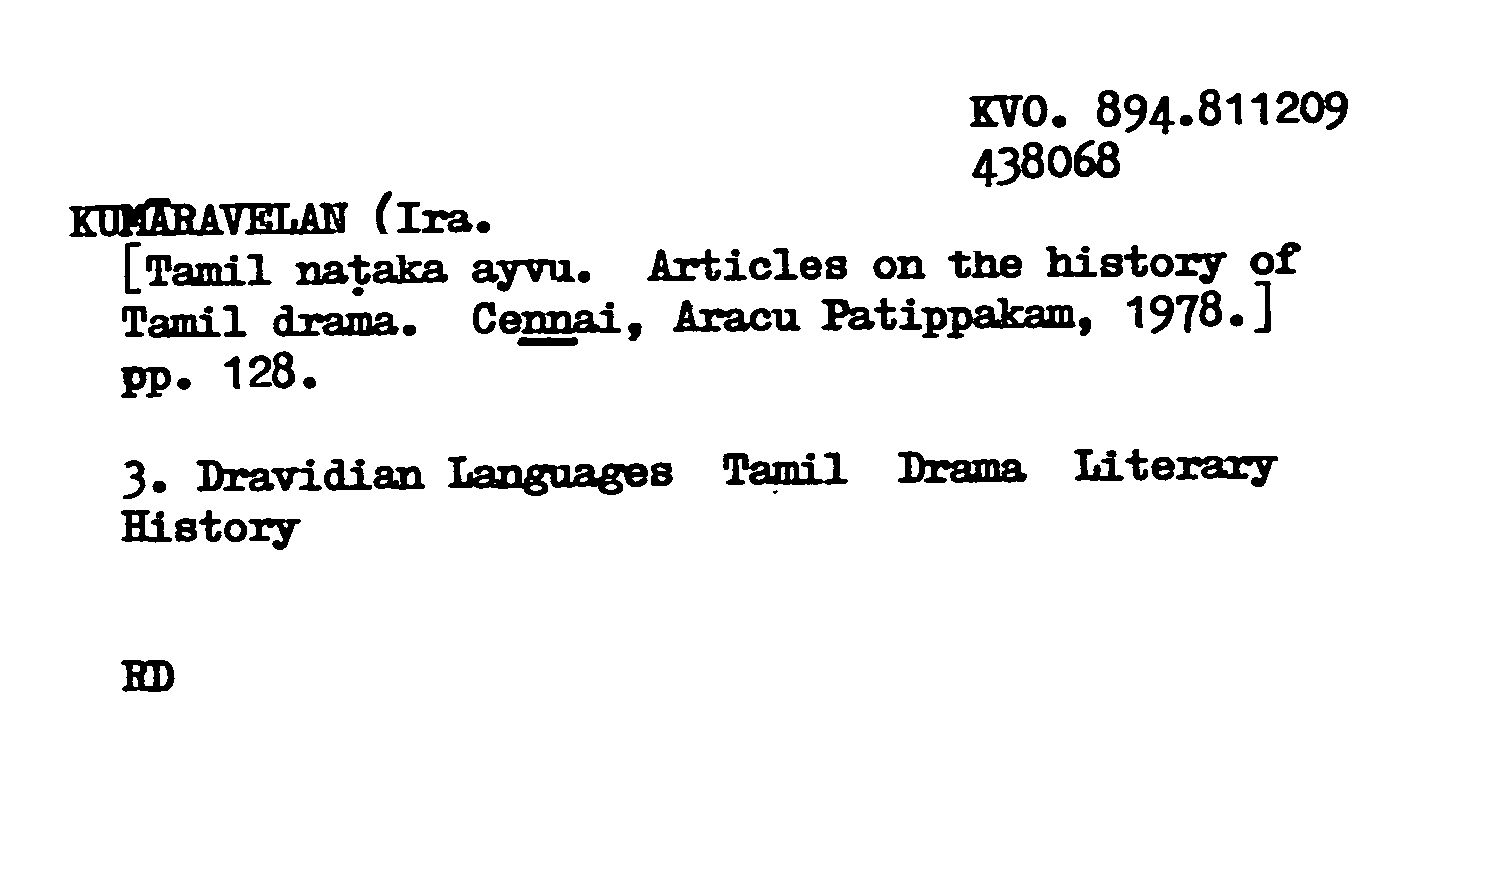 KVO. 894.811209
438068
KUMĀRAVELAN (Ira.
[Tamil naṭaka ayvu. Articles on the history of
Tamil drama. Ceṉṉai, Aracu Patippakam, 1978.]
pp. 128.
3. Dravidian Languages Tamil Drama Literary
History
RD